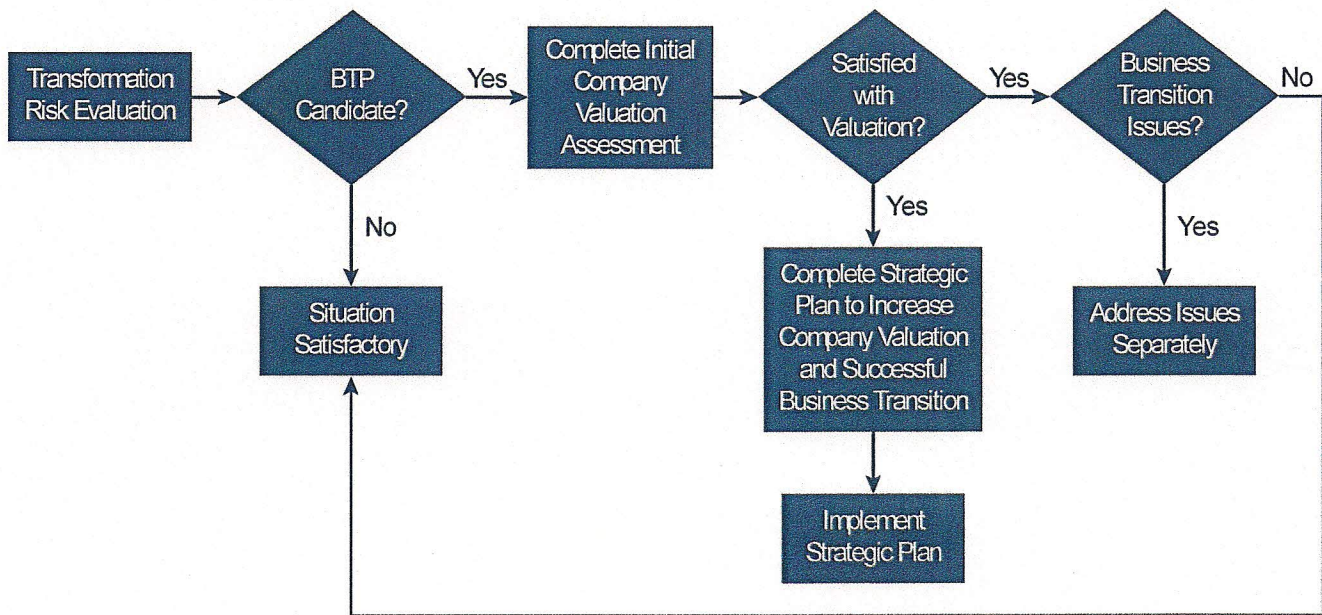 Transformation
Risk Evaluation
BTP
Candidate?
Yes
No
Situation
Satisfactory
Complete Initial
Company
Valuation
Assessment
Satisfied
with
Valuation?
Yes
Yes
Complete Strategic
Plan to Increase
Company Valuation
and Successful
Business Transition
Implement
Strategic Plan
Business
Transition
Issues?
No
Yes
Address Issues
Separately